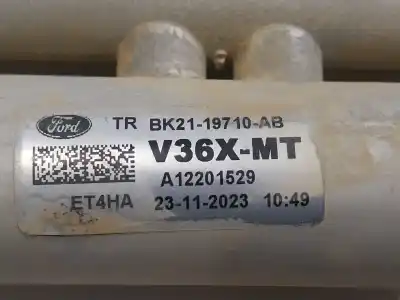 Ford TR BK21-19710-AB
V36X-MT
A12201529
ET4HA 23-11-2023 10:49